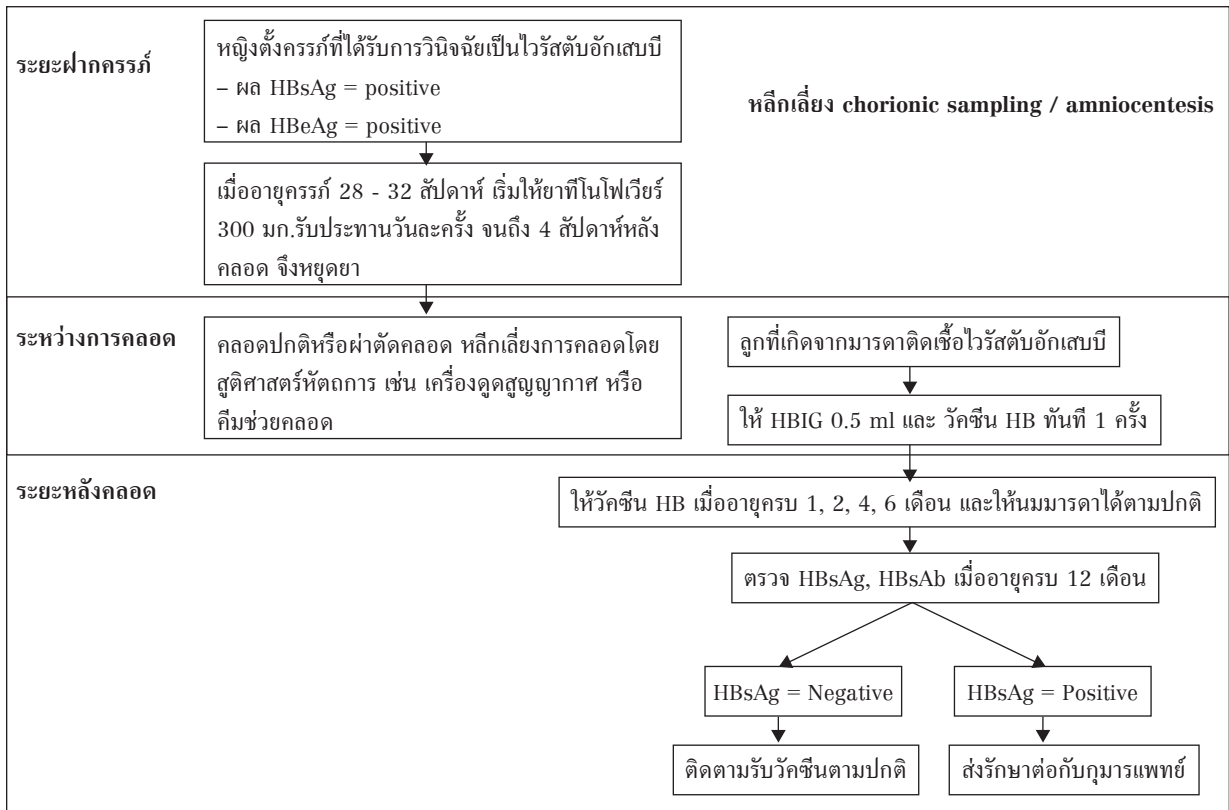 ระยะฝากครรภ์
หญิงตั้งครรภ์ที่ได้รับการวินิจฉัยเป็นไวรัสตับอักเสบบี
– ผล HBsAg = positive
– ผล HBeAg = positive
หลีกเลี่ยง chorionic sampling / amniocentesis
เมื่ออายุครรภ์ 28 - 32 สัปดาห์ เริ่มให้ยาทีโนโฟเวียร์
300 มก.รับประทานวันละครั้ง จนถึง 4 สัปดาห์หลัง
คลอด จึงหยุดยา
ระหว่างการคลอด
คลอดปกติหรือผ่าตัดคลอด หลีกเลี่ยงการคลอดโดย
สูติศาสตร์หัตถการ เช่น เครื่องดูดสูญญากาศ หรือ
คีมช่วยคลอด
ลูกที่เกิดจากมารดาติดเชื้อไวรัสตับอักเสบบี
ให้ HBIG 0.5 ml และ วัคซีน HB ทันที 1 ครั้ง
ระยะหลังคลอด
ให้วัคซีน HB เมื่ออายุครบ 1, 2, 4, 6 เดือน และให้นมมารดาได้ตามปกติ
ตรวจ HBsAg, HBsAb เมื่ออายุครบ 12 เดือน
HBsAg = Negative
HBsAg = Positive
ติดตามรับวัคซีนตามปกติ
ส่งรักษาต่อกับกุมารแพทย์